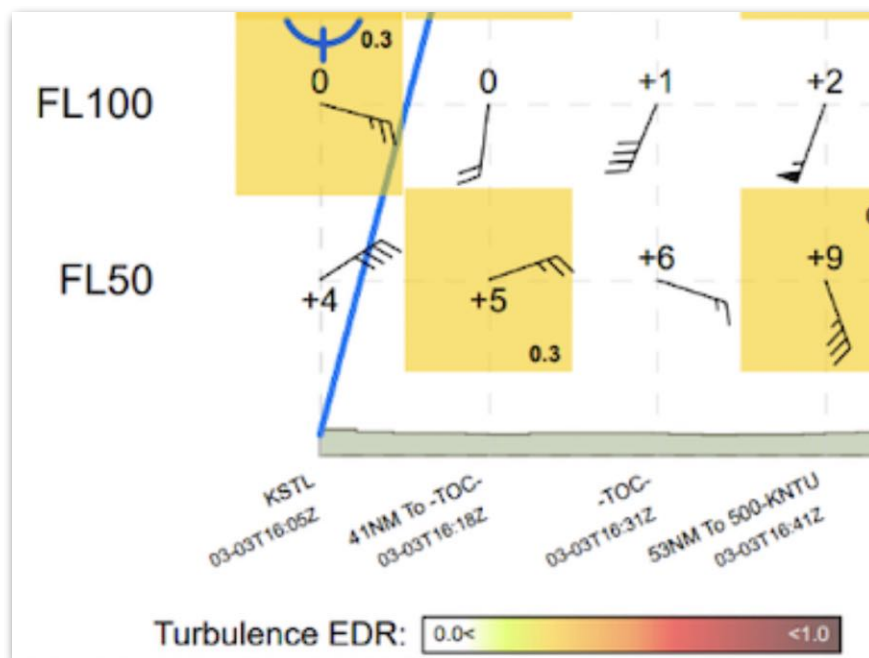 0.3
0
0
+1
+2
FL100
+6
+9
FL50
+4
+5
0.3
KSTL
03-03T16:05Z
41NM To -TOC-
03-03T16:18Z
-TOC-
03-03T16:31Z
53NM To 500-KNTU
03-03T16:41Z
Turbulence EDR:
0.0<
<1.0